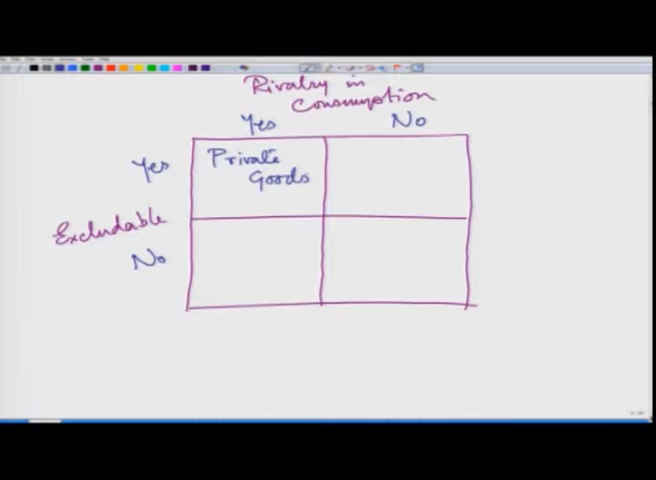 Rivalry in
Consumption
Yes No
Yes Private
Goods
Excludable
No